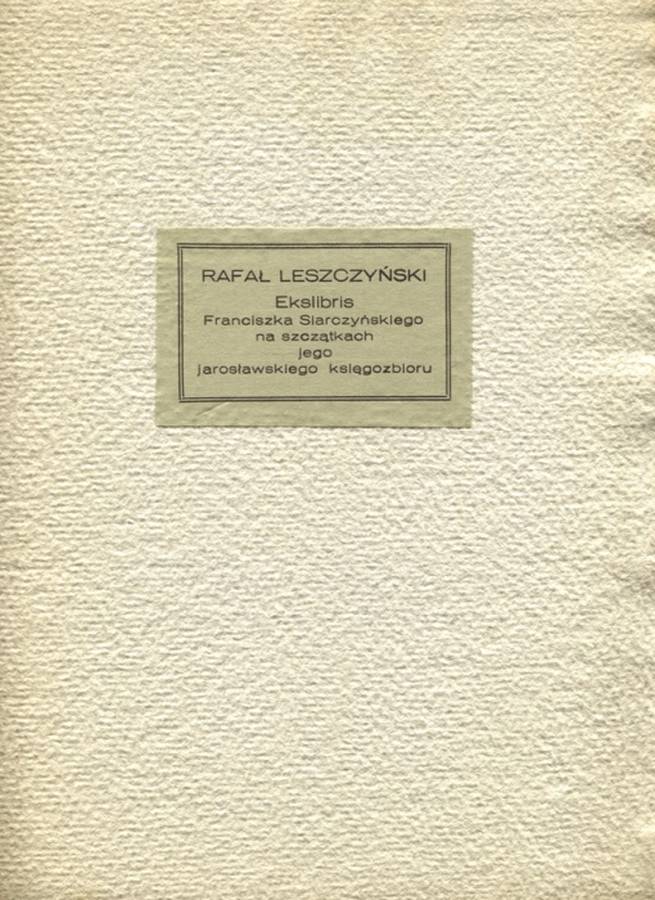 RAFAŁ LESZCZYŃSKI
Ekslibris
Franciszka Siarczyńskiego
na szczątkach
jego
jarosławskiego księgozbioru